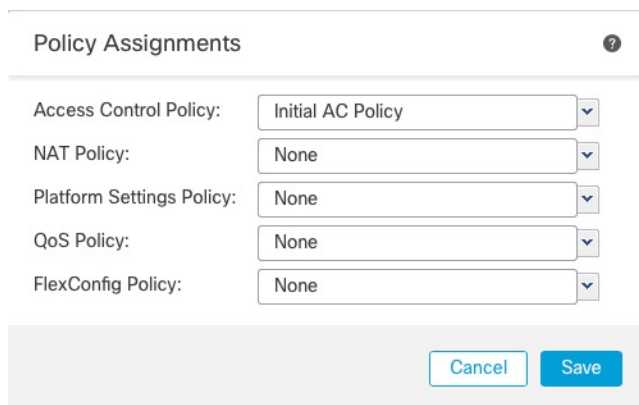 Policy Assignments
Access Control Policy: Initial AC Policy
NAT Policy: None
Platform Settings Policy: None
QoS Policy: None
FlexConfig Policy: None
Cancel Save